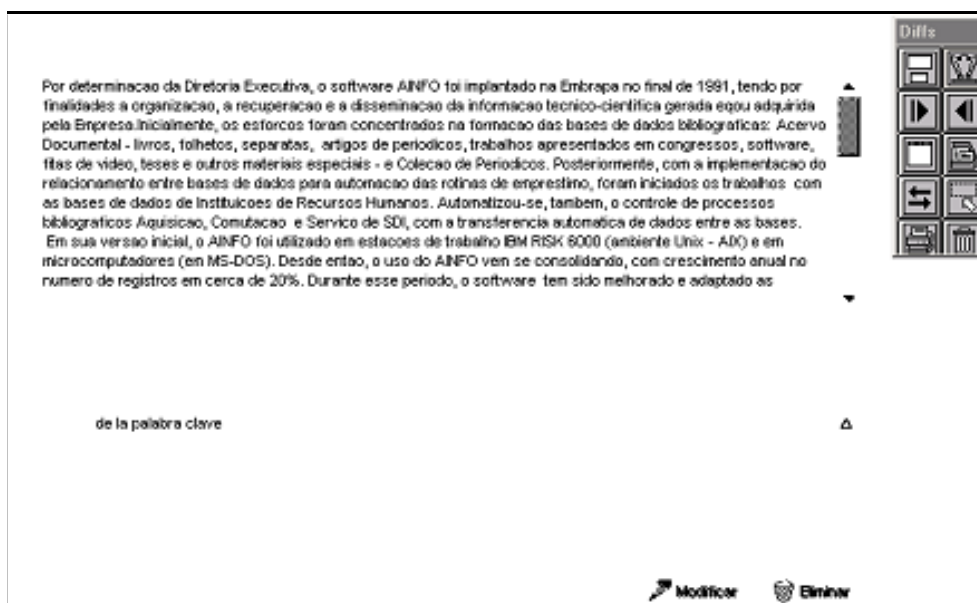 Diffs
Por determinacao da Diretoria Executiva, o software AINFO foi implantado na Embrapa no final de 1991, tendo por
finalidades a organizacao, a recuperacao e a disseminacao da informacao tecnico-cientifica gerada eqou adquirida
pela Empresa.Inicialmente, os esforcos foram concentrados na formacao das bases de dados bibliograficas: Acervo
Documental - livros, folhetos, separatas, artigos de periodicos, trabalhos apresentados em congressos, software,
fitas de video, teses e outros materiais especiais - e Colecao de Periodicos. Posteriormente, com a implementacao do
relacionamento entre bases de dados para automacao das rotinas de emprestimo, foram iniciados os trabalhos com
as bases de dados de Instituicoes de Recursos Humanos. Automatizou-se, tambem, o controle de processos
bibliograficos Aquisicao, Comutacao e Servico de SDI, com a transferencia automatica de dados entre as bases.
Em sua versao inicial, o AINFO foi utilizado em estacoes de trabalho IBM RISK 6000 (ambiente Unix - AIX) e em
microcomputadores (em MS-DOS). Desde entao, o uso do AINFO vem se consolidando, com crescimento anual no
numero de registros em cerca de 20%. Durante esse periodo, o software tem sido melhorado e adaptado as
de la palabra clave
Modificar Eliminar